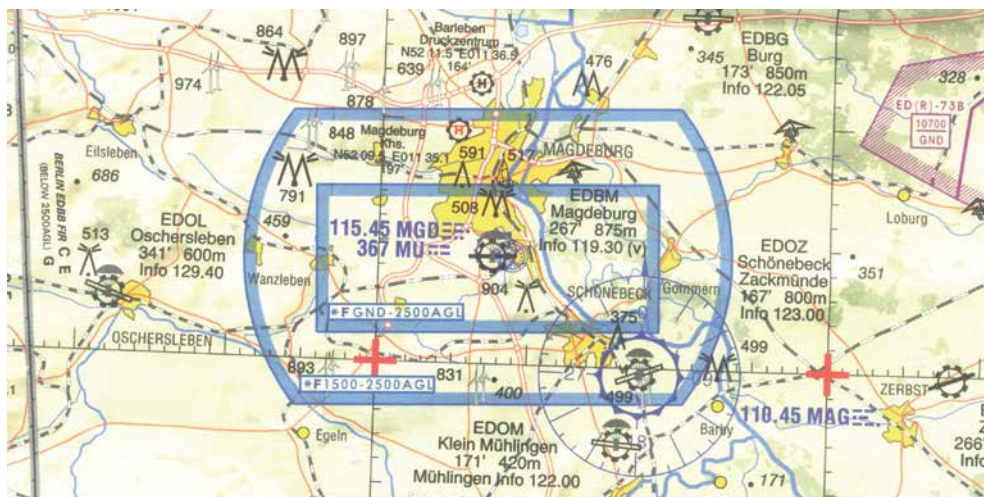 864
897
974
Barleben
Druckzentrum
N52 11.5 E011 36.5
639
164'
476
345
EDBG
Burg
173' 850m
Info 122.05
328
ED(R)-73B
10700
GND
878
848
Magdeburg
Khs.
N52 09.5 E011 35.1
197'
591
517
MAGDEBURG
Eilsleben
686
791
459
508
EDBM
Magdeburg
267' 875m
Info 119.30 (v)
115.45 MGD
367 MU
BERLIN EDBB FIR
(BELOW 2500AGL)
C E
G
513
EDOL
Oschersleben
341' 600m
Info 129.40
Wanzleben
904
SCHÖNEBECK
Gommern
EDOZ
Schönebeck
Zackmünde
167' 800m
Info 123.00
351
Loburg
*F GND-2500AGL
375
OSCHERSLEBEN
893
*F1500-2500AGL
831
400
499
499
ZERBST
110.45 MAG
Barby
Egeln
EDOM
Klein Mühlingen
171' 420m
Mühlingen Info 122.00
18
171
266'